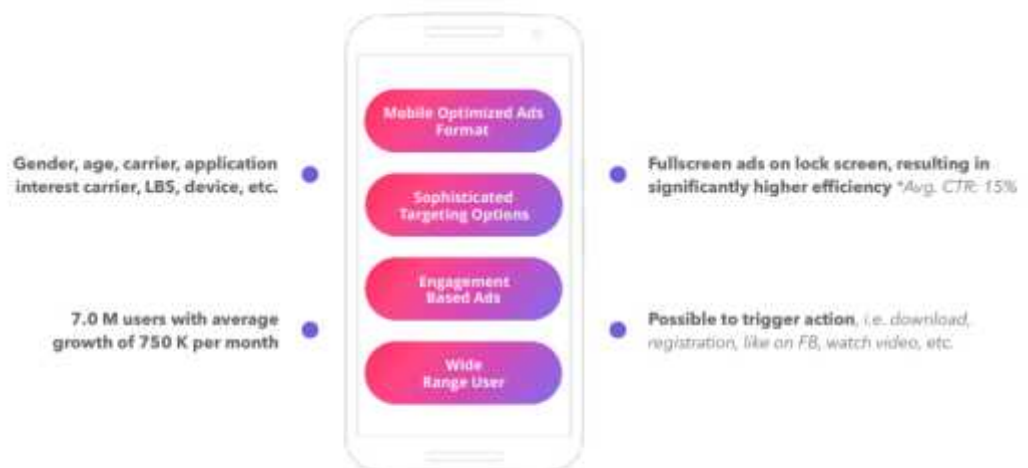 Mobile Optimized Ads
Format
Gender, age, carrier, application
interest carrier, LBS, device, etc.
Fullscreen ads on lock screen, resulting in
significantly higher efficiency *Avg. CTR: 15%
Sophisticated
Targeting Options
Engagement
Based Ads
7.0 M users with average
growth of 750 K per month
Possible to trigger action, i.e. download,
registration, like on FB, watch video, etc.
Wide
Range User